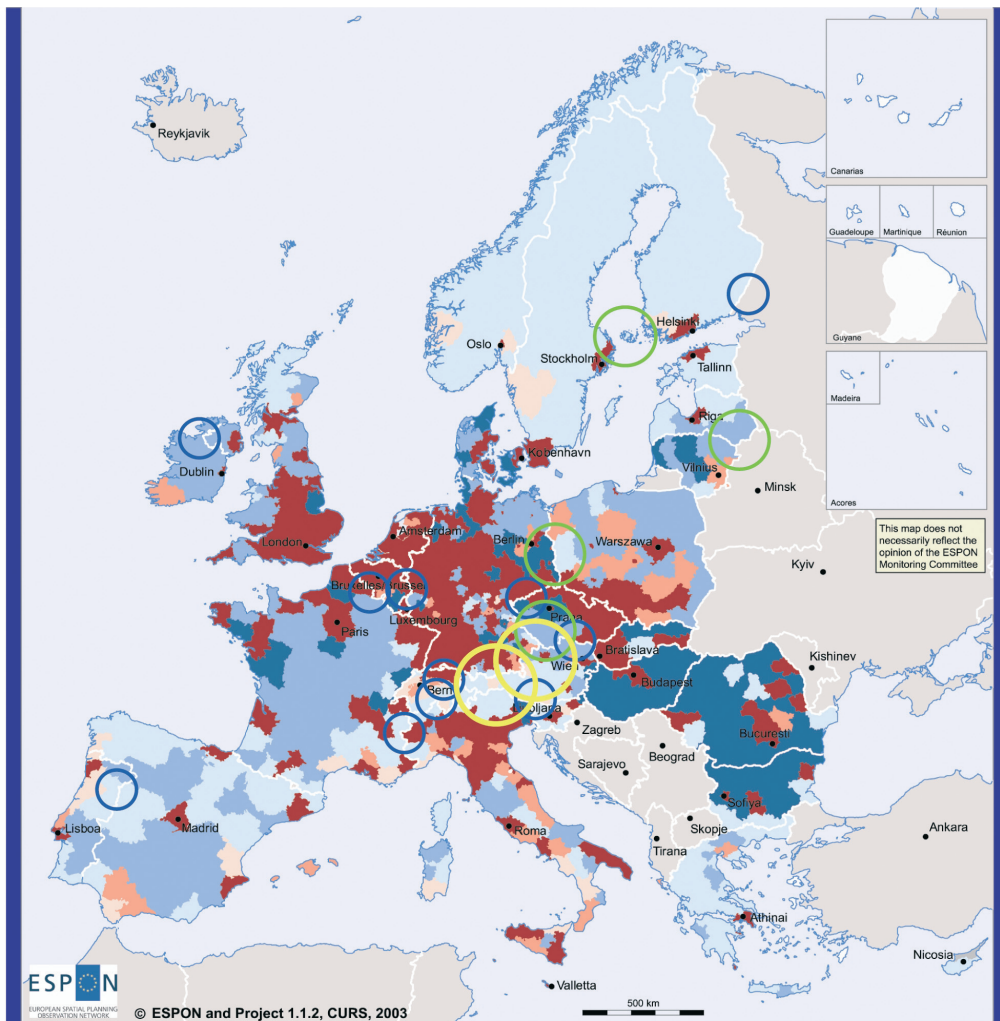 Reykjavik
Canarias
Guadeloupe
Martinique
Réunion
Guyane
Madeira
Acores
This map does not
necessarily reflect the
opinion of the ESPON
Monitoring Committee
Oslo
Helsinki
Stockholm
Tallinn
Riga
Dublin
København
Vilnius
Minsk
London
Amsterdam
Berlin
Warszawa
Kyiv
Bruxelles/Brussel
Praha
Luxembourg
Paris
Bratislava
Wien
Kishinev
Bern
Budapest
Ljubljana
Zagreb
Bucuresti
Beograd
Sarajevo
Sofiya
Lisboa
Madrid
Roma
Skopje
Tirana
Ankara
Athinai
Nicosia
Valletta
ESPON
EUROPEAN SPATIAL PLANNING
OBSERVATION NETWORK
© ESPON and Project 1.1.2, CURS, 2003
500 km